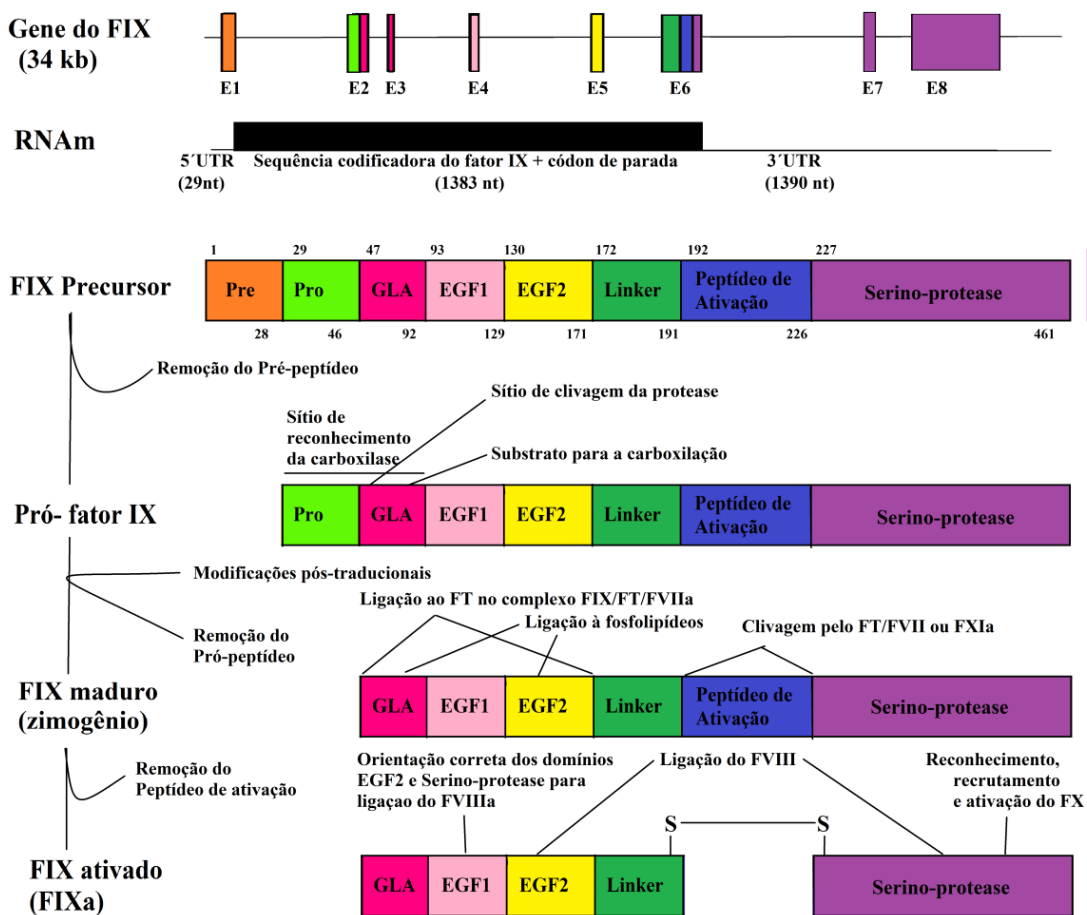 Gene do FIX
(34 kb)
E1
E2
E3
E4
E5
E6
E7
E8
RNAm
5´UTR
(29nt)
Sequência codificadora do fator IX + códon de parada
(1383 nt)
3´UTR
(1390 nt)
1 29 47 93 130 172 192 227
FIX Precursor
Pre
Pro
GLA
EGF1
EGF2
Linker
Peptídeo de
Ativação
Serino-protease
28 46 92 129 171 191 226 461
Remoção do Pré-peptídeo
Sítio de clivagem da protease
Sítio de
reconhecimento
da carboxilase
Substrato para a carboxilação
Pró- fator IX
Pro
GLA
EGF1
EGF2
Linker
Peptídeo de
Ativação
Serino-protease
Modificações pós-traducionais
Remoção do
Pró-peptídeo
Ligação ao FT no complexo FIX/FT/FVIIa
Ligação à fosfolipídeos
Clivagem pelo FT/FVII ou FXIa
FIX maduro
(zimogênio)
GLA
EGF1
EGF2
Linker
Peptídeo de
Ativação
Serino-protease
Remoção do
Peptídeo de ativação
Orientação correta dos domínios
EGF2 e Serino-protease para
ligaçao do FVIIIa
Ligação do FVIII
Reconhecimento,
recrutamento
e ativação do FX
S
S
FIX ativado
(FIXa)
GLA
EGF1
EGF2
Linker
Serino-protease